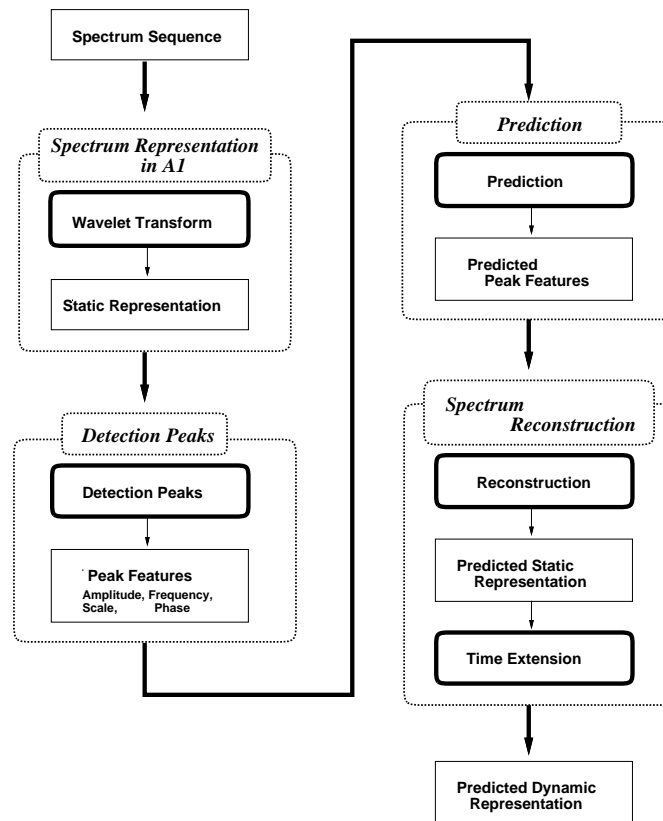 Spectrum Sequence
Spectrum Representation
in A1
Wavelet Transform
Static Representation
Detection Peaks
Detection Peaks
Peak Features
Amplitude, Frequency,
Scale, Phase
Prediction
Prediction
Predicted
Peak Features
Spectrum
Reconstruction
Reconstruction
Predicted Static
Representation
Time Extension
Predicted Dynamic
Representation